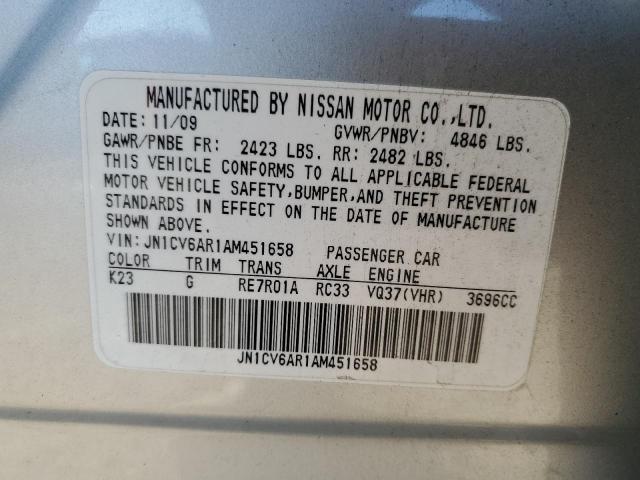 MANUFACTURED BY NISSAN MOTOR CO.,LTD.
DATE: 11/09 GVWR/PNBV: 4846 LBS.
GAWR/PNBE FR: 2423 LBS. RR: 2482 LBS.
THIS VEHICLE CONFORMS TO ALL APPLICABLE FEDERAL
MOTOR VEHICLE SAFETY,BUMPER,AND THEFT PREVENTION
STANDARDS IN EFFECT ON THE DATE OF MANUFACTURE
SHOWN ABOVE.
VIN:JN1CV6AR1AM451658 PASSENGER CAR
COLOR TRIM TRANS AXLE ENGINE
K23 G RE7R01A RC33 VQ37(VHR) 3696CC
JN1CV6AR1AM451658